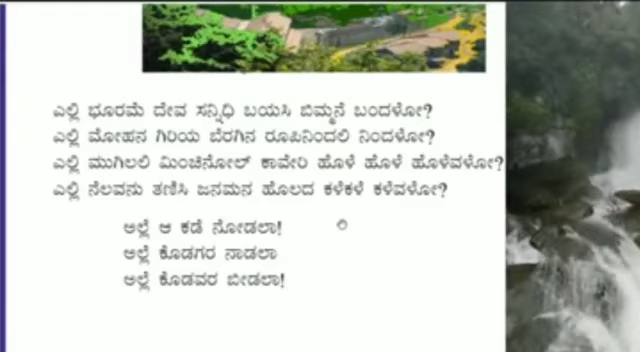 ಎಲ್ಲಿ ಭೂರಮೆ ದೇವ ಸನ್ನಿಧಿ ಬಯಸಿ ಬಿಮ್ಮನೆ ಬಂದಳೋ?
ಎಲ್ಲಿ ಮೋಹನ ಗಿರಿಯ ಬೆರಗಿನ ರೂಪಿನಿಂದಲಿ ನಿಂದಳೋ?
ಎಲ್ಲಿ ಮುಗಿಲಲಿ ಮಿಂಚಿನೋಲ್ ಕಾವೇರಿ ಹೊಳೆ ಹೊಳೆ ಹೊಳೆವಳೋ?
ಎಲ್ಲಿ ನೆಲವನು ತಣಿಸಿ ಜನಮನ ಹೊಲದ ಕಳೆಕಳೆ ಕಳೆವಳೋ?
ಅಲ್ಲೆ ಆ ಕಡೆ ನೋಡಲಾ!
ಅಲ್ಲೆ ಕೊಡಗರ ನಾಡಲಾ
ಅಲ್ಲೆ ಕೊಡವರ ಬೀಡಲಾ!